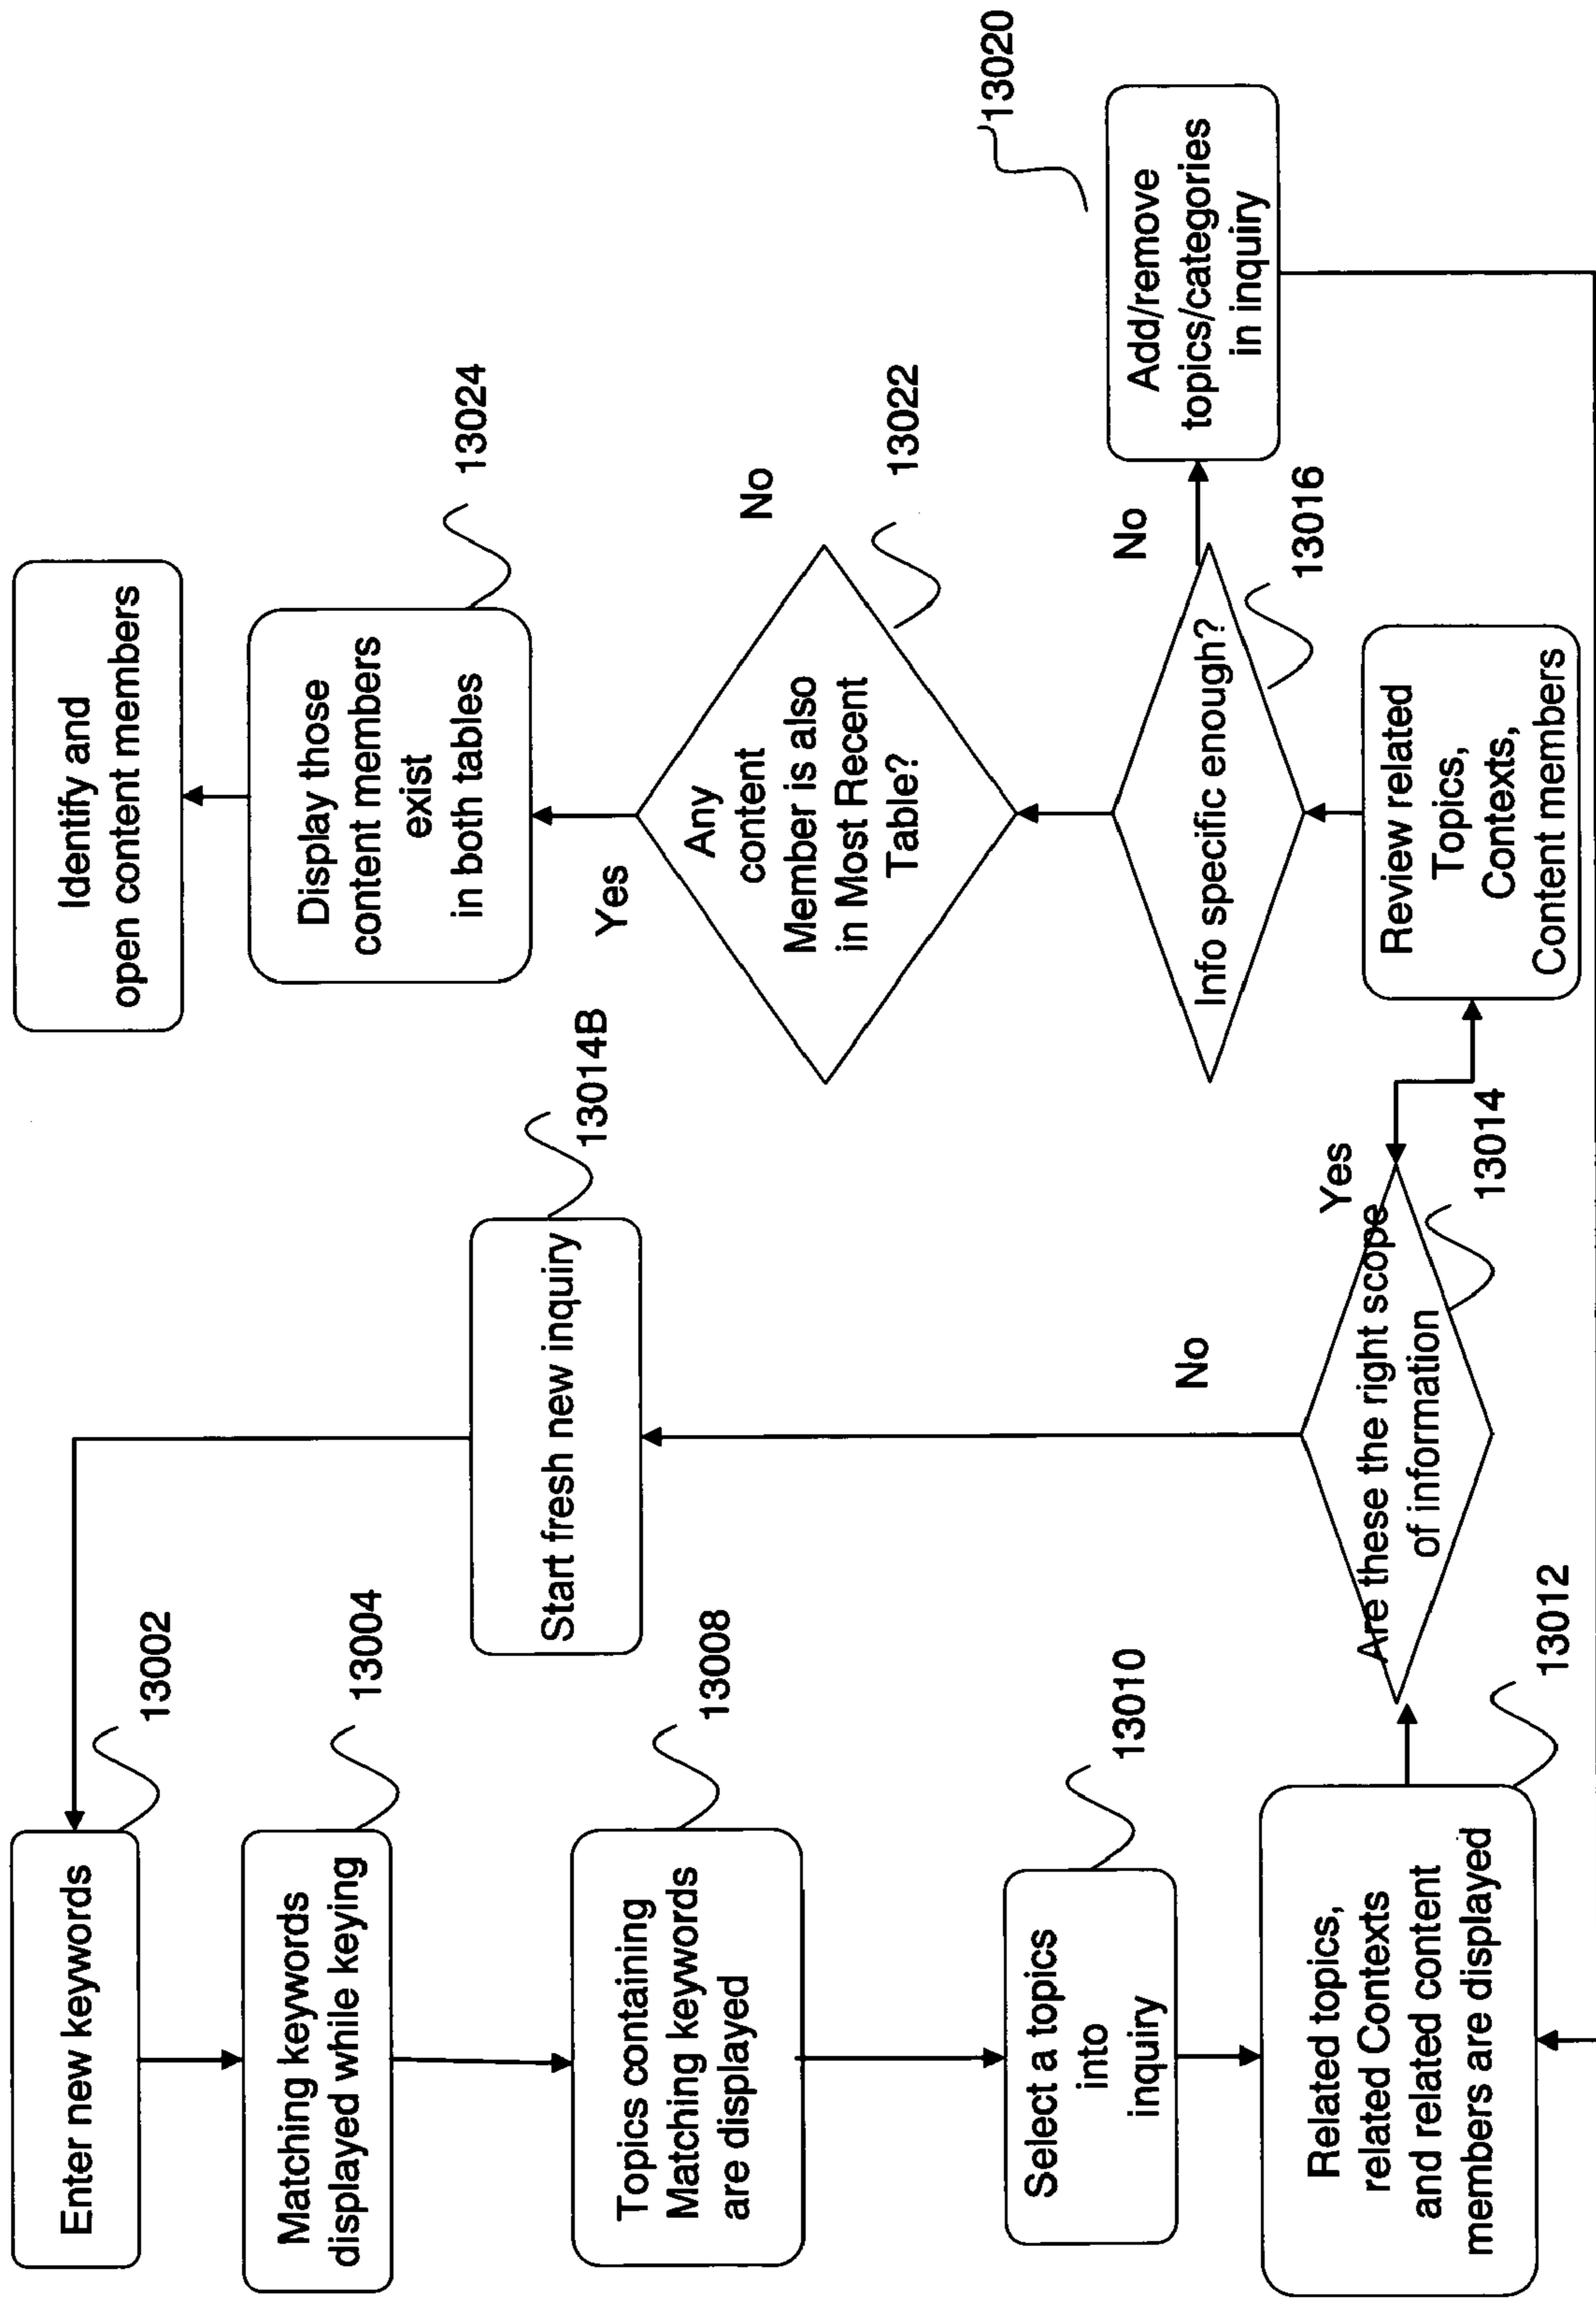 Enter new keywords
13002
Matching keywords
displayed while keying
13004
Topics containing
Matching keywords
are displayed
13008
Select a topics
into
inquiry
13010
Related topics,
related Contexts
and related content
members are displayed
13012
Start fresh new inquiry
13014B
No
Are these the right scope
of information
Yes
13014
Identify and
open content members
Display those
content members
exist
in both tables
13024
Yes
Any
content
Member is also
in Most Recent
Table?
No
13022
Info specific enough?
No
13016
Review related
Topics,
Contexts,
Content members
Add/remove
topics/categories
in inquiry
13020